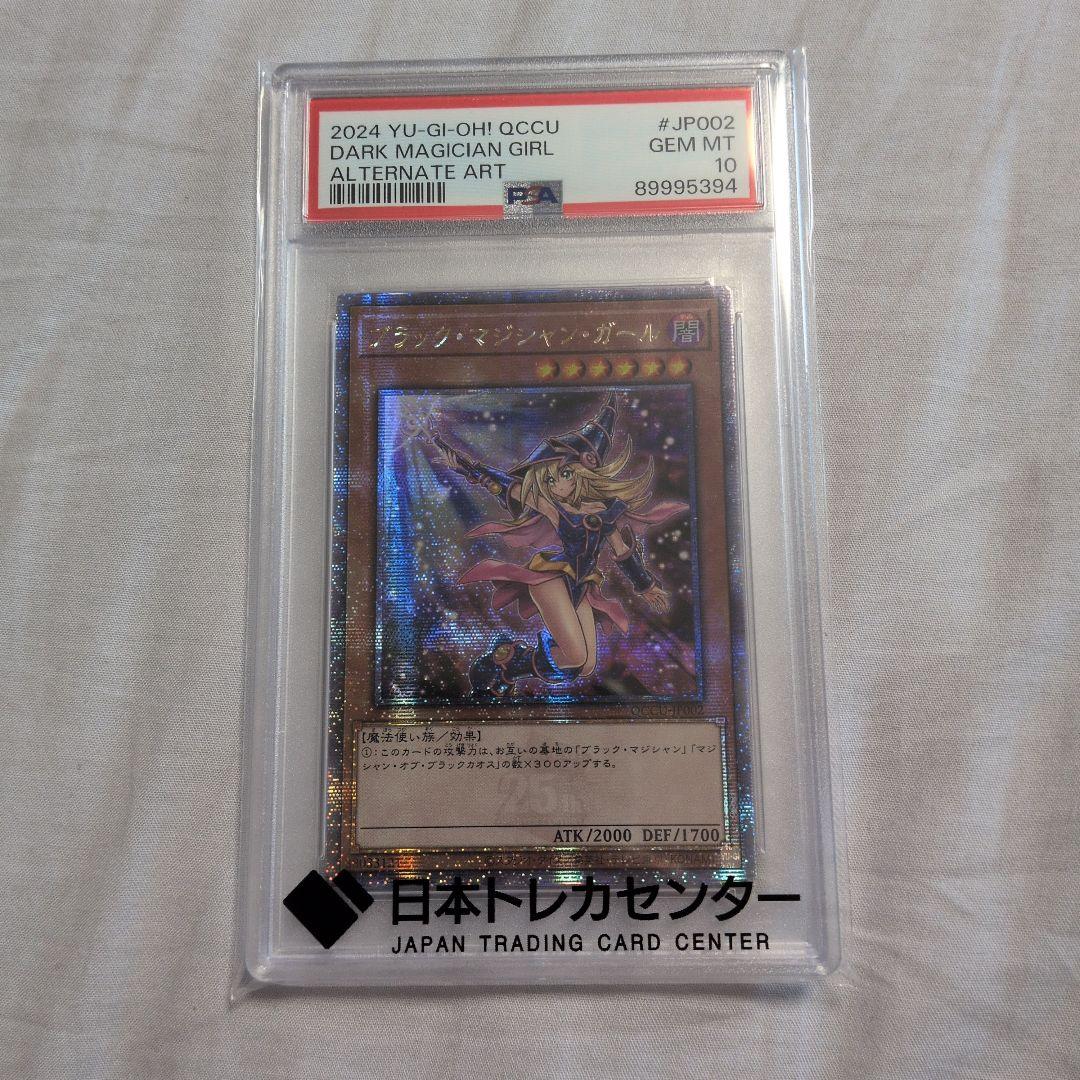 2024 YU-GI-OH! QCCU #JP002
DARK MAGICIAN GIRL GEM MT
ALTERNATE ART 10
89995394
PSA
ブラック・マジシャン・ガール 闇
QCCU-JP002
【魔法使い族／効果】
①：このカードの攻撃力は、お互いの墓地の「ブラック・マジシャン」「マジ
シャン・オブ・ブラックカオス」の数×３００アップする。
25th
ATK/2000 DEF/1700
日本トレカセンター
JAPAN TRADING CARD CENTER